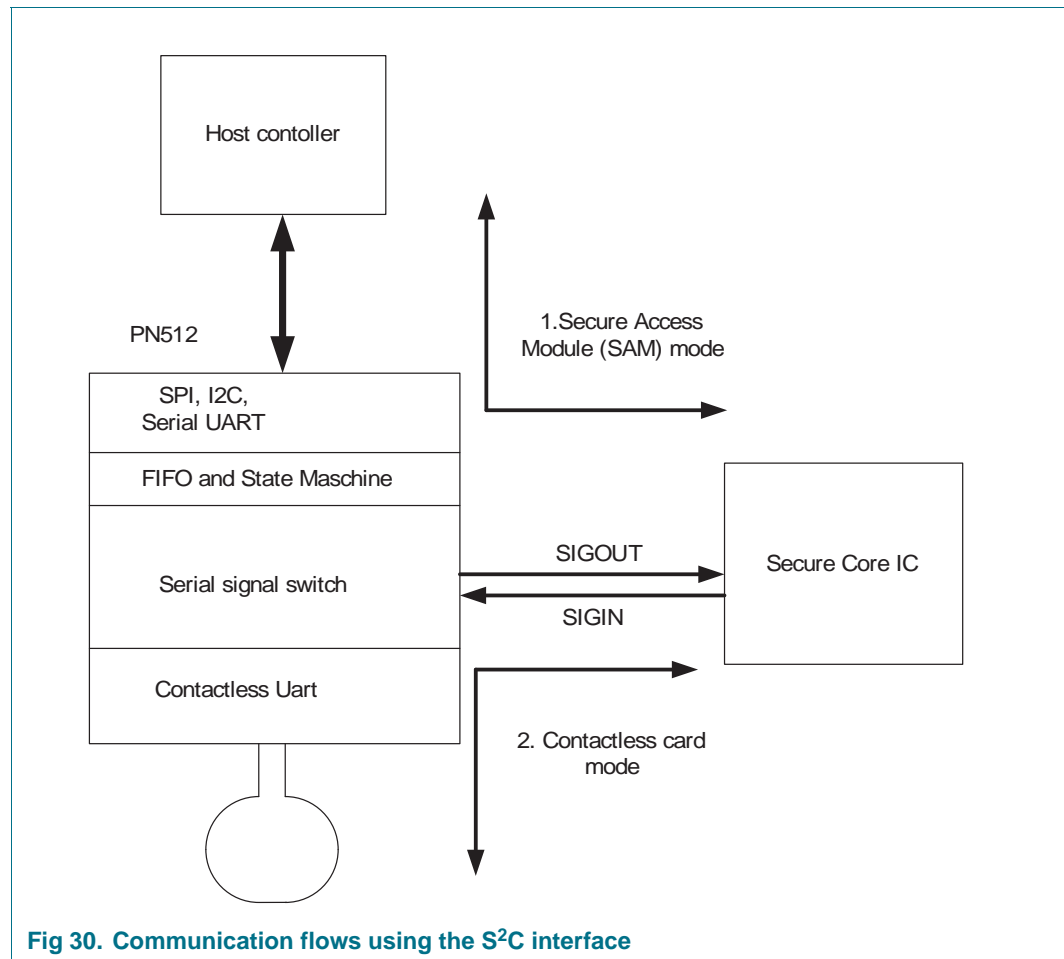 Host contoller
PN512
1.Secure Access
Module (SAM) mode
SPI, I2C,
Serial UART
FIFO and State Maschine
SIGOUT
Secure Core IC
Serial signal switch
SIGIN
Contactless Uart
2. Contactless card
mode
Fig 30. Communication flows using the S²C interface